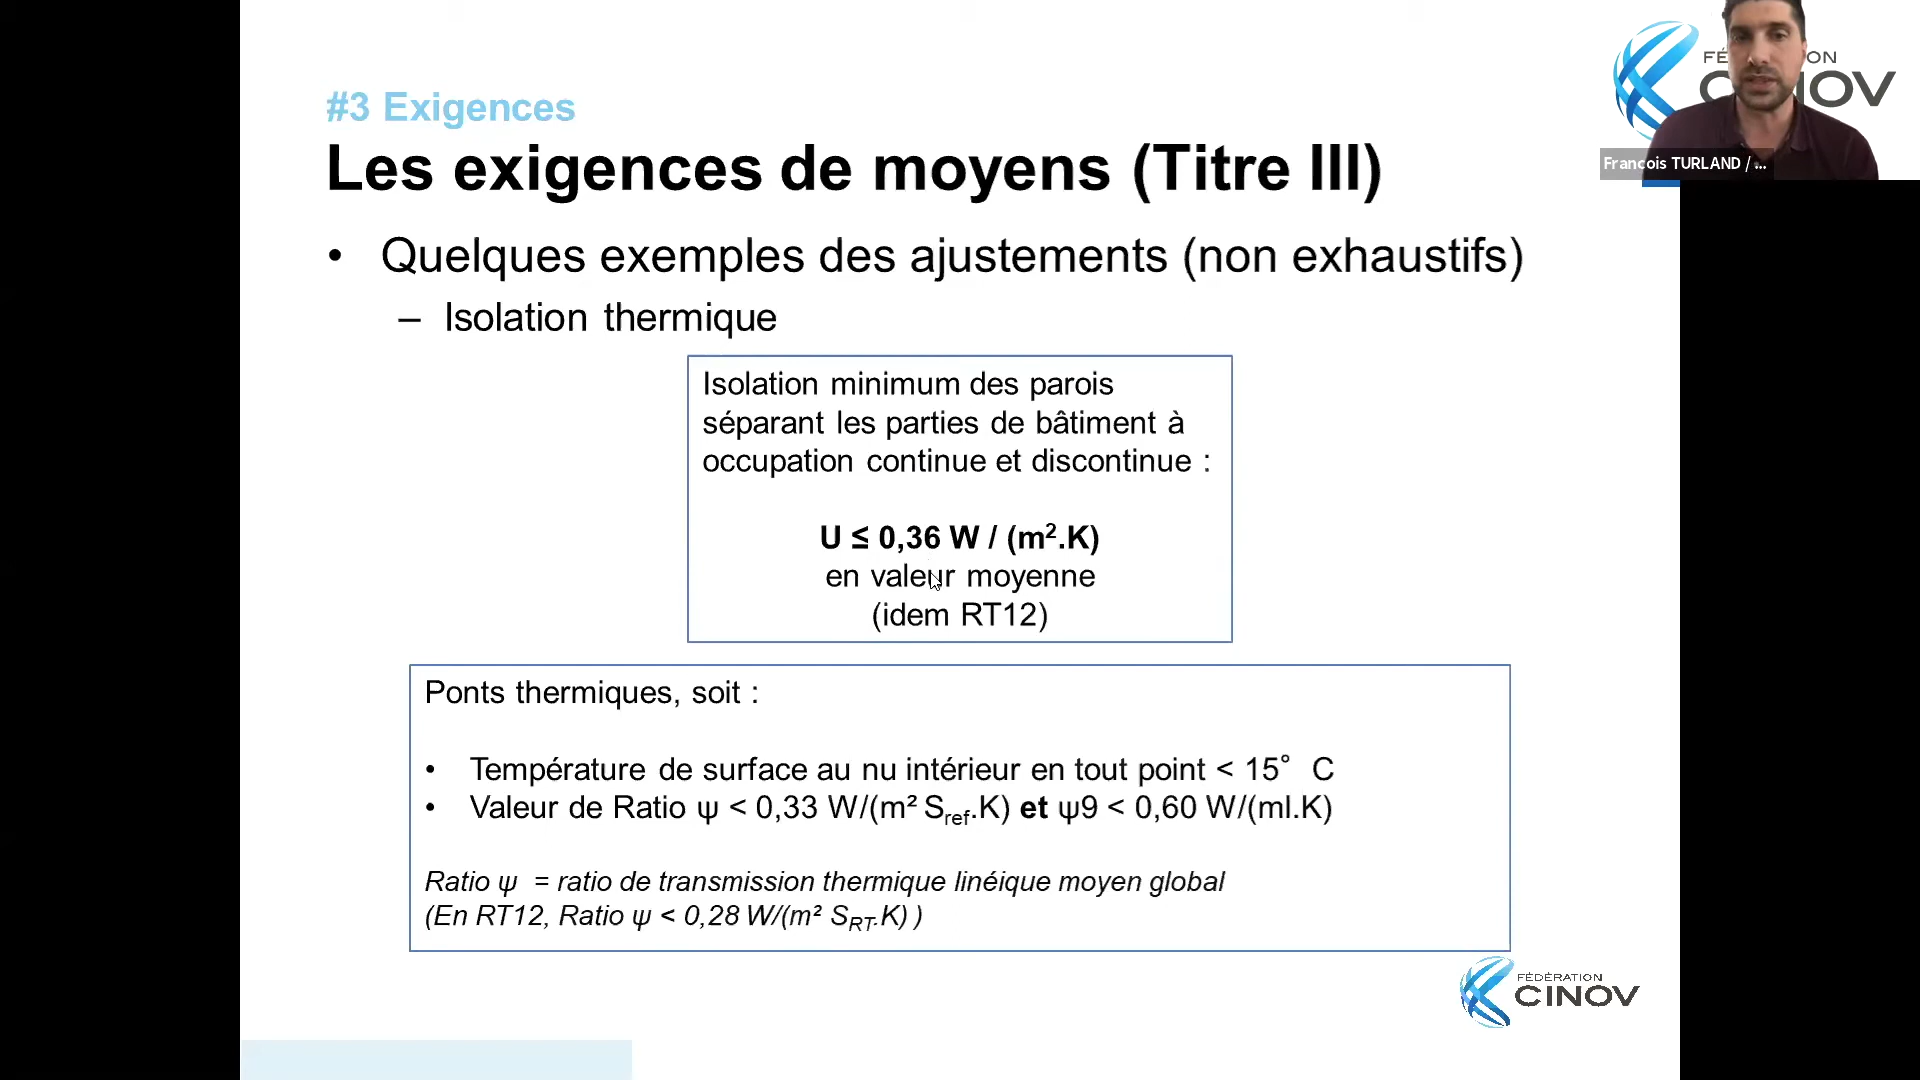 #3 Exigences
Les exigences de moyens (Titre III)
• Quelques exemples des ajustements (non exhaustifs)
– Isolation thermique
Isolation minimum des parois
séparant les parties de bâtiment à
occupation continue et discontinue :
U ≤ 0,36 W / (m².K)
en valeur moyenne
(idem RT12)
Ponts thermiques, soit :
• Température de surface au nu intérieur en tout point < 15° C
• Valeur de Ratio ψ < 0,33 W/(m² Sref.K) et ψ9 < 0,60 W/(ml.K)
Ratio ψ = ratio de transmission thermique linéique moyen global
(En RT12, Ratio ψ < 0,28 W/(m² SRT.K) )
Francois TURLAND / ...
FÉDÉRATION
CINOV